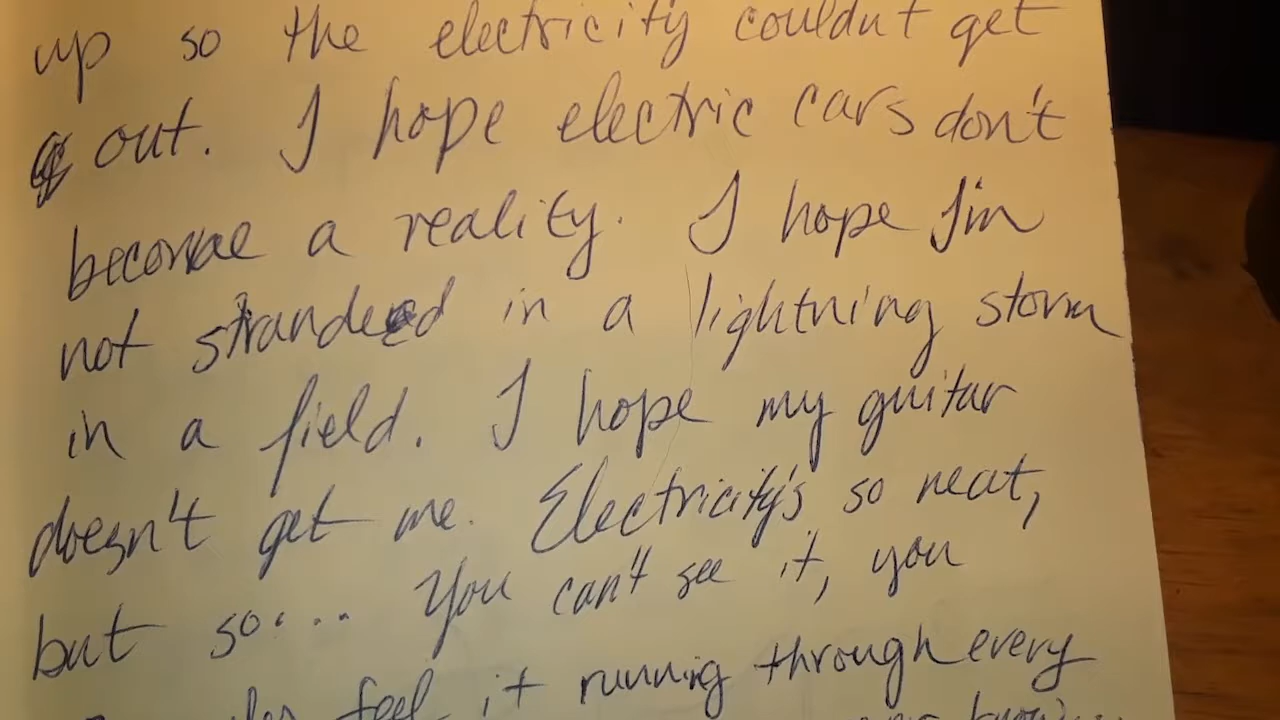 up so the electricity couldn't get
out. I hope electric cars don't
become a reality. I hope I'm
not stranded in a lightning storm
in a field. I hope my guitar
doesn't get me. Electricity's so neat,
but so.... You can't see it, you
feel it running through every